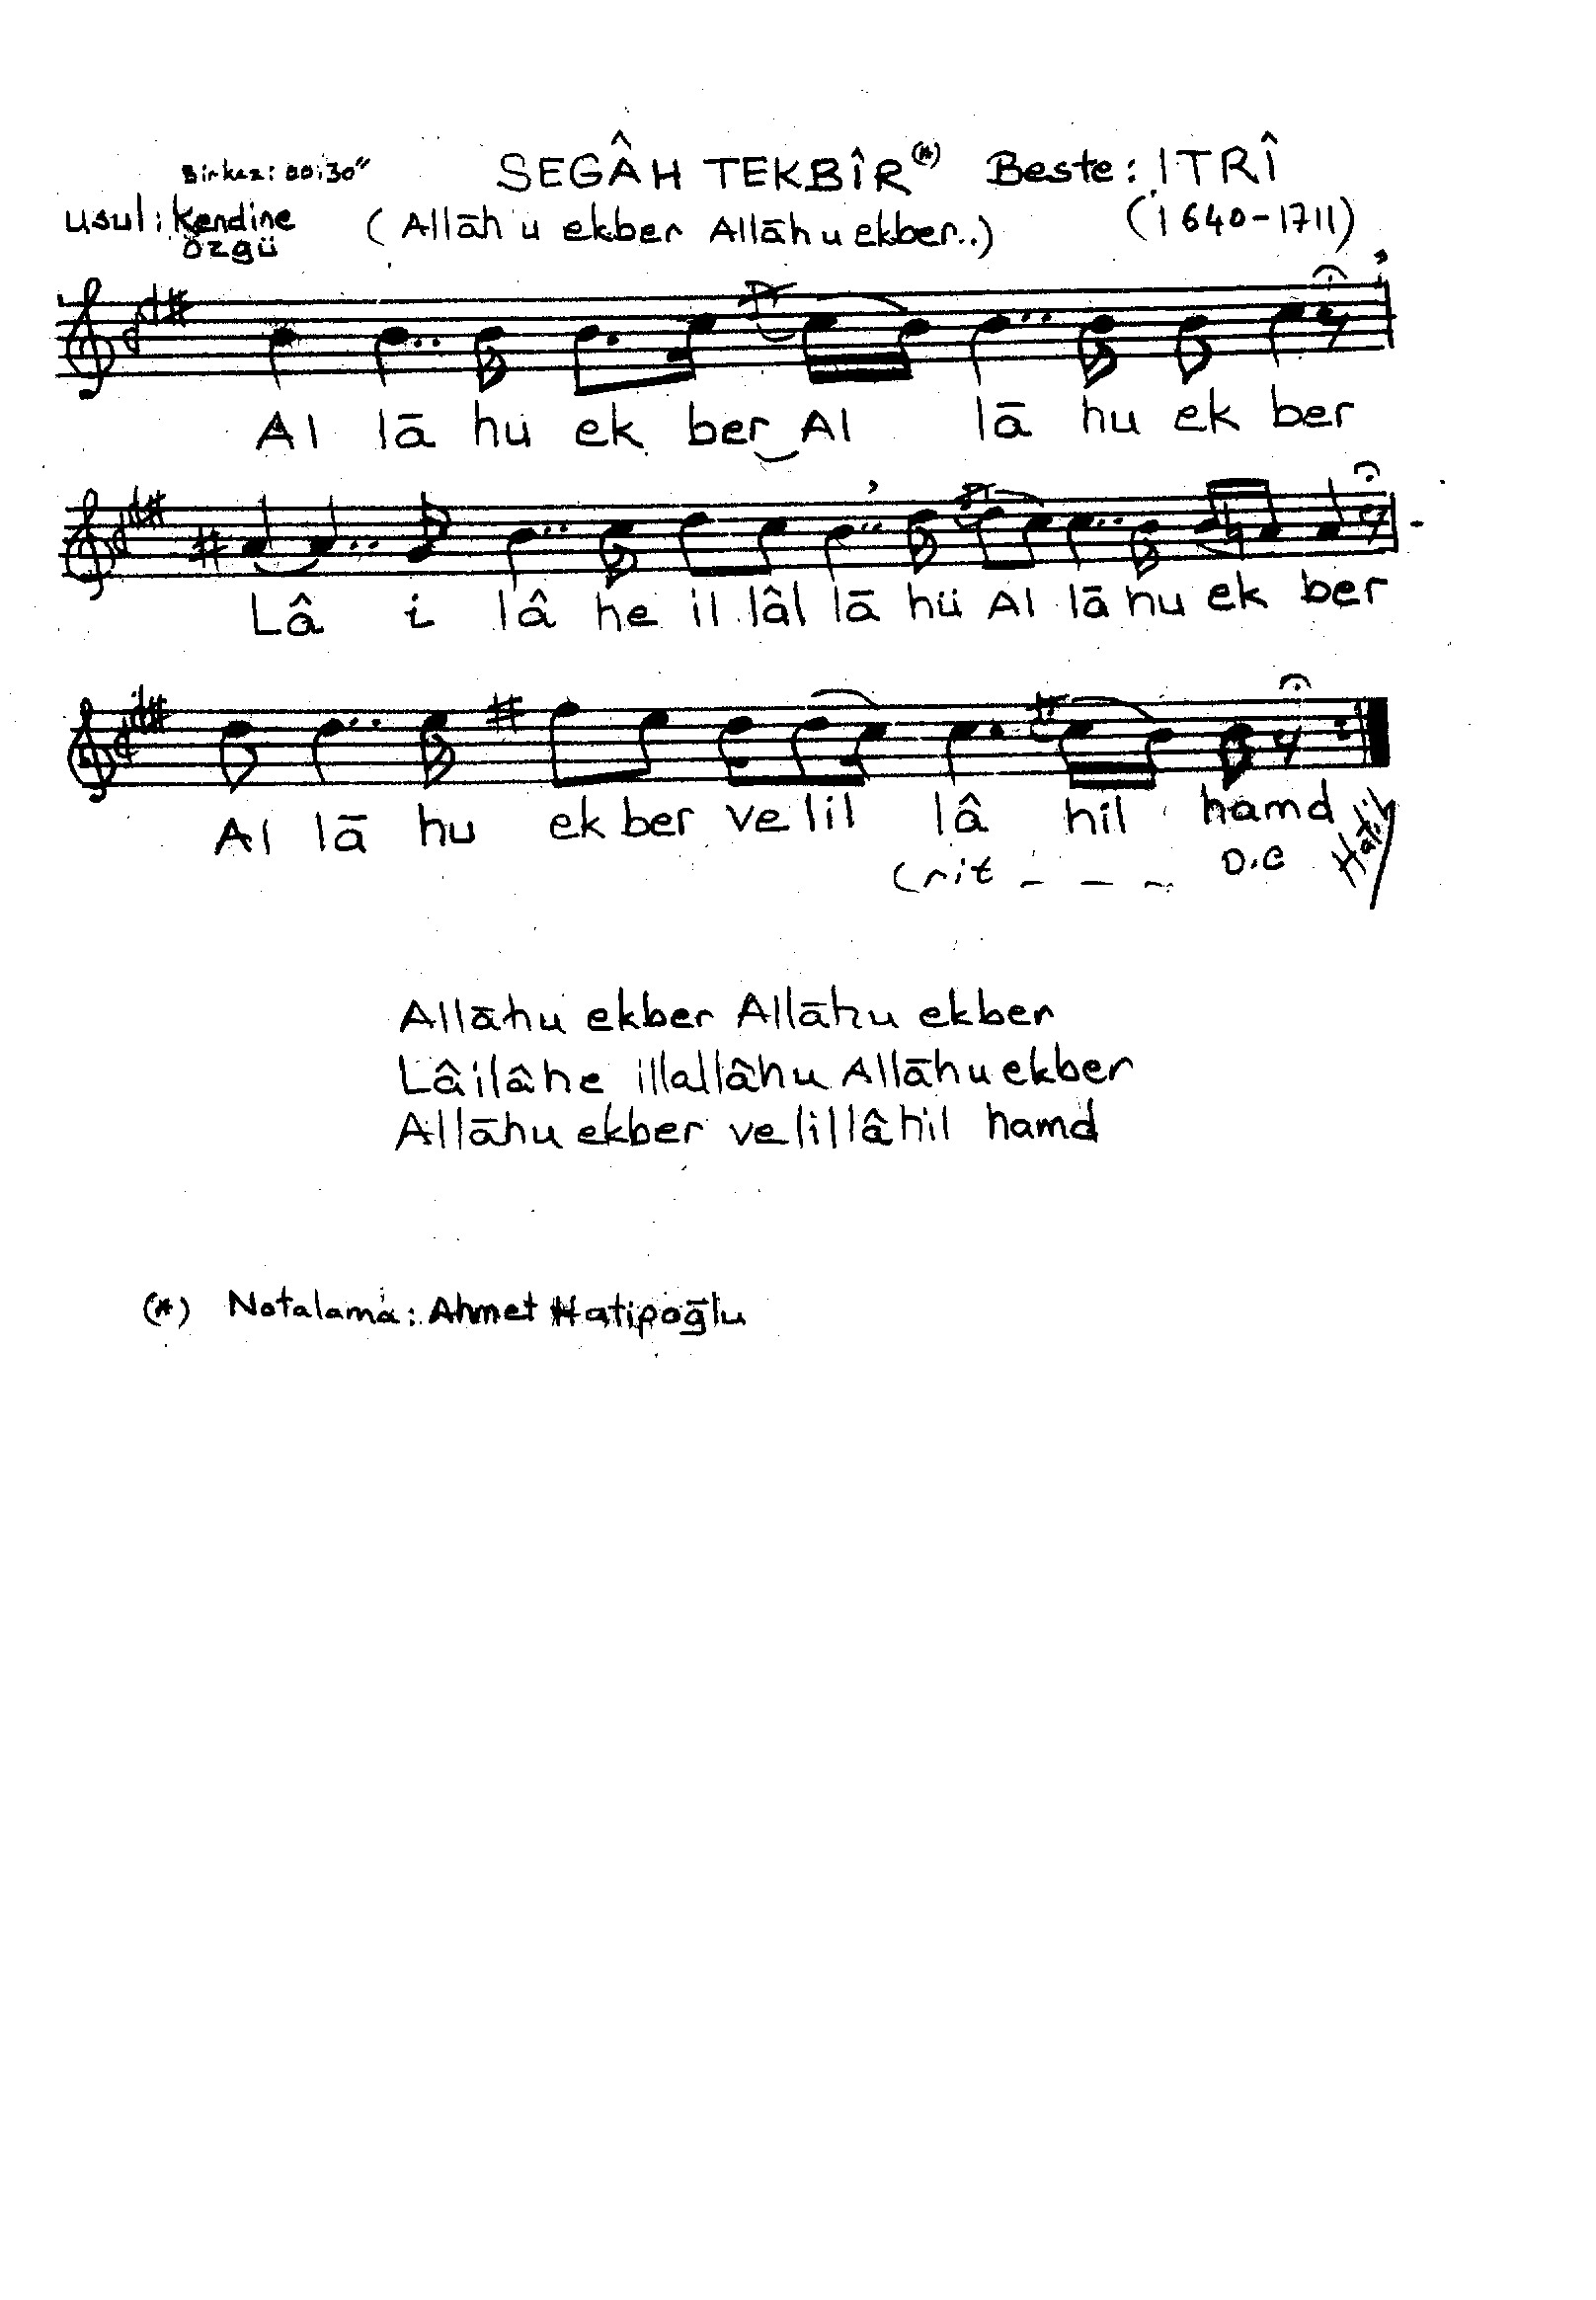 Birkez: 00:30" SEGÂH TEKBÎR(*) Beste: ITRÎ
Usul: Kendine özgü (Allāhu ekber Allāhu ekber..) (1640-1711)
Al lā hu ek ber Al lā hu ek ber
Lâ i lâ he il lâl lā hü Al lā hu ek ber
Al lā hu ek ber ve lil lâ hil hamd
(rit _ _ _ D.C Hatip
Allāhu ekber Allāhu ekber
Lâilâhe illallâhu Allāhu ekber
Allāhu ekber velillâhil hamd
(*) Notalama: Ahmet Hatipoğlu